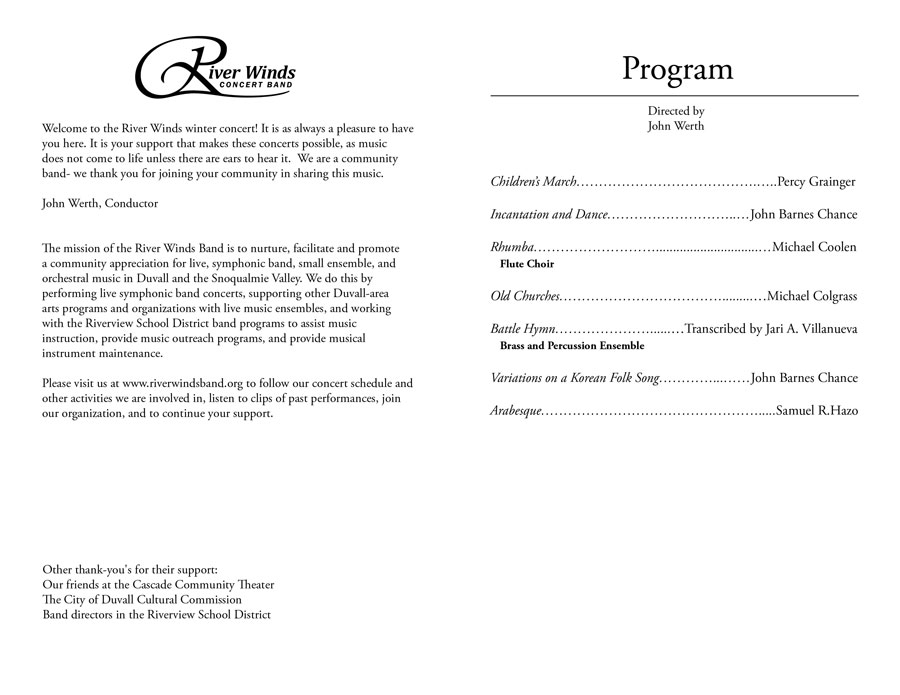 River Winds
CONCERT BAND
Welcome to the River Winds winter concert! It is as always a pleasure to have
you here. It is your support that makes these concerts possible, as music
does not come to life unless there are ears to hear it.  We are a community
band- we thank you for joining your community in sharing this music.
John Werth, Conductor
The mission of the River Winds Band is to nurture, facilitate and promote
a community appreciation for live, symphonic band, small ensemble, and
orchestral music in Duvall and the Snoqualmie Valley. We do this by
performing live symphonic band concerts, supporting other Duvall-area
arts programs and organizations with live music ensembles, and working
with the Riverview School District band programs to assist music
instruction, provide music outreach programs, and provide musical
instrument maintenance.
Please visit us at www.riverwindsband.org to follow our concert schedule and
other activities we are involved in, listen to clips of past performances, join
our organization, and to continue your support.
Other thank-you's for their support:
Our friends at the Cascade Community Theater
The City of Duvall Cultural Commission
Band directors in the Riverview School District
Program
Directed by
John Werth
Children's March……………………………….…..Percy Grainger
Incantation and Dance……………………….…John Barnes Chance
Rhumba………………………..............................…Michael Coolen
Flute Choir
Old Churches……………………………….........…Michael Colgrass
Battle Hymn………………….....…Transcribed by Jari A. Villanueva
Brass and Percussion Ensemble
Variations on a Korean Folk Song…………...……John Barnes Chance
Arabesque………………………………………….....Samuel R.Hazo